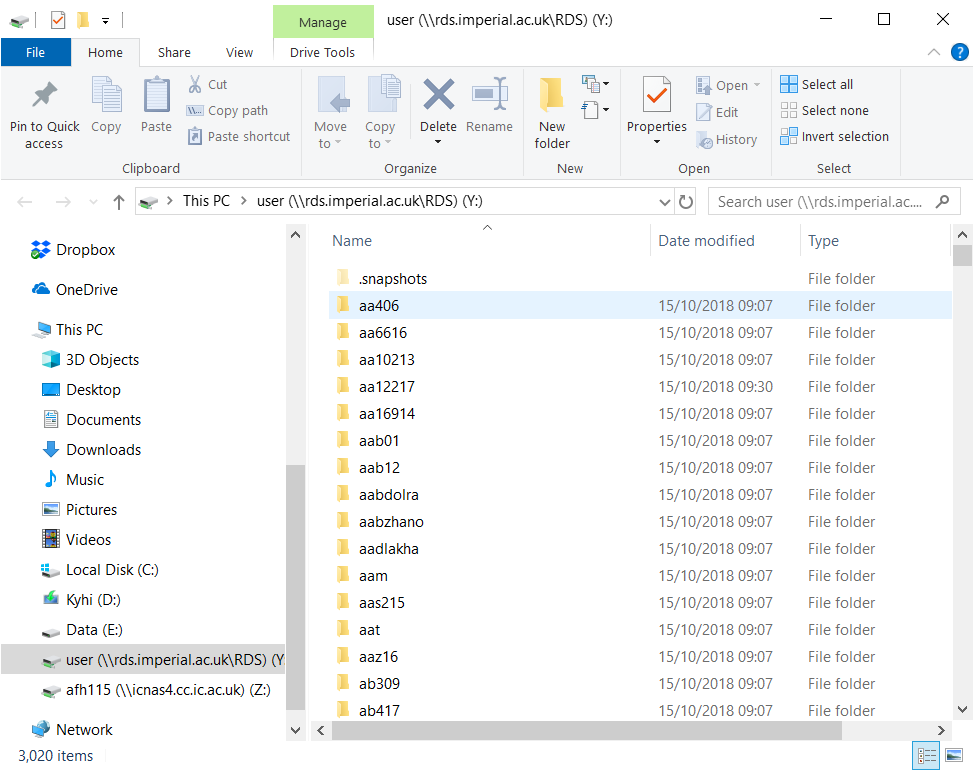 Manage
user (\\rds.imperial.ac.uk\RDS) (Y:)
File
Home
Share
View
Drive Tools
Pin to Quick access
Copy
Paste
Cut
Copy path
Paste shortcut
Clipboard
Move to
Copy to
Delete
Rename
Organize
New folder
New
Properties
Open
Edit
History
Open
Select all
Select none
Invert selection
Select
This PC > user (\\rds.imperial.ac.uk\RDS) (Y:)
Search user (\\rds.imperial.ac....
Dropbox
OneDrive
This PC
3D Objects
Desktop
Documents
Downloads
Music
Pictures
Videos
Local Disk (C:)
Kyhi (D:)
Data (E:)
user (\\rds.imperial.ac.uk\RDS) (Y
afh115 (\\icnas4.cc.ic.ac.uk) (Z:)
Network
Name Date modified Type
.snapshots File folder
aa406 15/10/2018 09:07 File folder
aa6616 15/10/2018 09:07 File folder
aa10213 15/10/2018 09:07 File folder
aa12217 15/10/2018 09:30 File folder
aa16914 15/10/2018 09:07 File folder
aab01 15/10/2018 09:07 File folder
aab12 15/10/2018 09:07 File folder
aabdolra 15/10/2018 09:07 File folder
aabzhano 15/10/2018 09:07 File folder
aadlakha 15/10/2018 09:07 File folder
aam 15/10/2018 09:07 File folder
aas215 15/10/2018 09:07 File folder
aat 15/10/2018 09:07 File folder
aaz16 15/10/2018 09:07 File folder
ab309 15/10/2018 09:07 File folder
ab417 15/10/2018 09:07 File folder
3,020 items